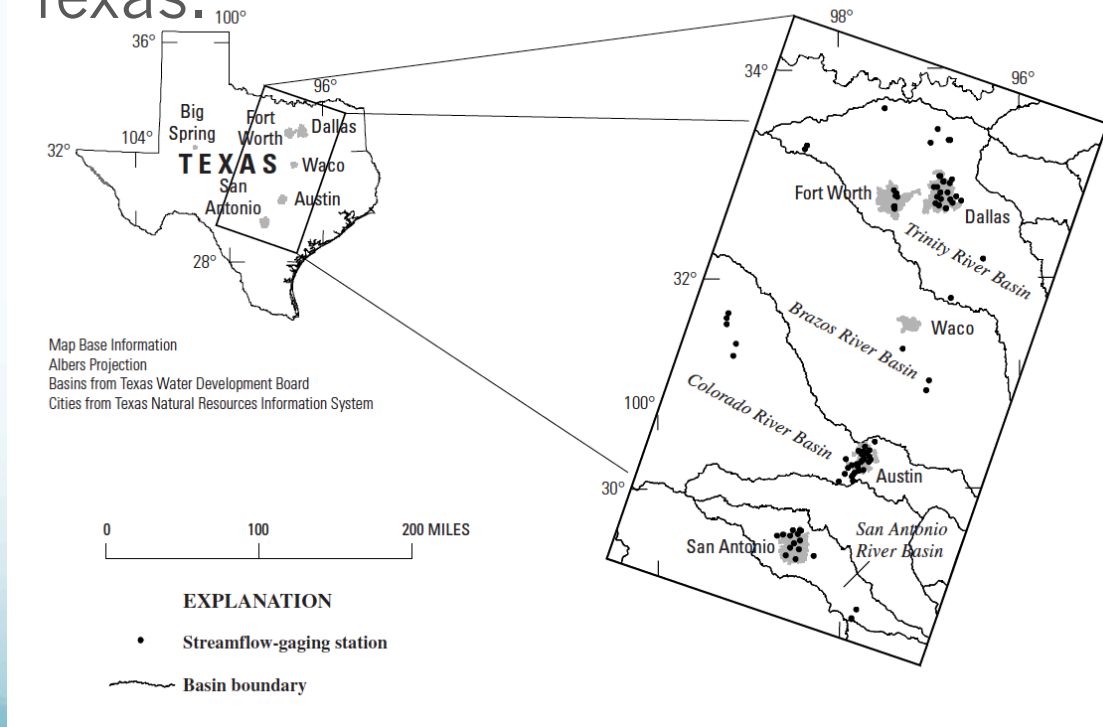 Texas.
100°
36°
96°
Big
Spring
Fort
Worth
Dallas
104°
32°
TEXAS
Waco
San
Antonio
Austin
28°
Map Base Information
Albers Projection
Basins from Texas Water Development Board
Cities from Texas Natural Resources Information System
0 100 200 MILES
EXPLANATION
Streamflow-gaging station
Basin boundary
98°
34°
96°
Fort Worth
Dallas
Trinity River Basin
32°
Brazos River Basin
Waco
Colorado River Basin
100°
Austin
30°
San Antonio
San Antonio
River Basin